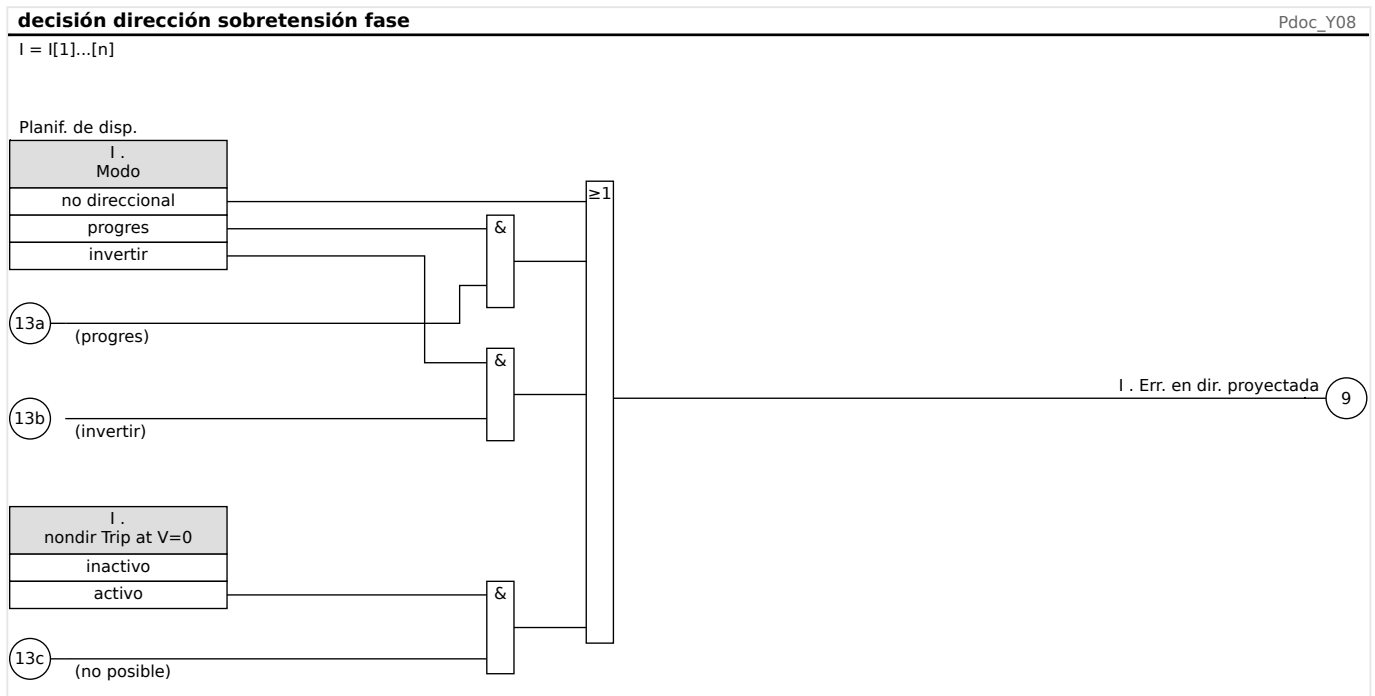 decisión dirección sobretensión fase
Pdoc_Y08
I = I[1]...[n]
Planif. de disp.
I .
Modo
no direccional
progres
invertir
≥1
&
13a
(progres)
&
I . Err. en dir. proyectada
9
13b
(invertir)
I .
nondir Trip at V=0
inactivo
activo
&
13c
(no posible)